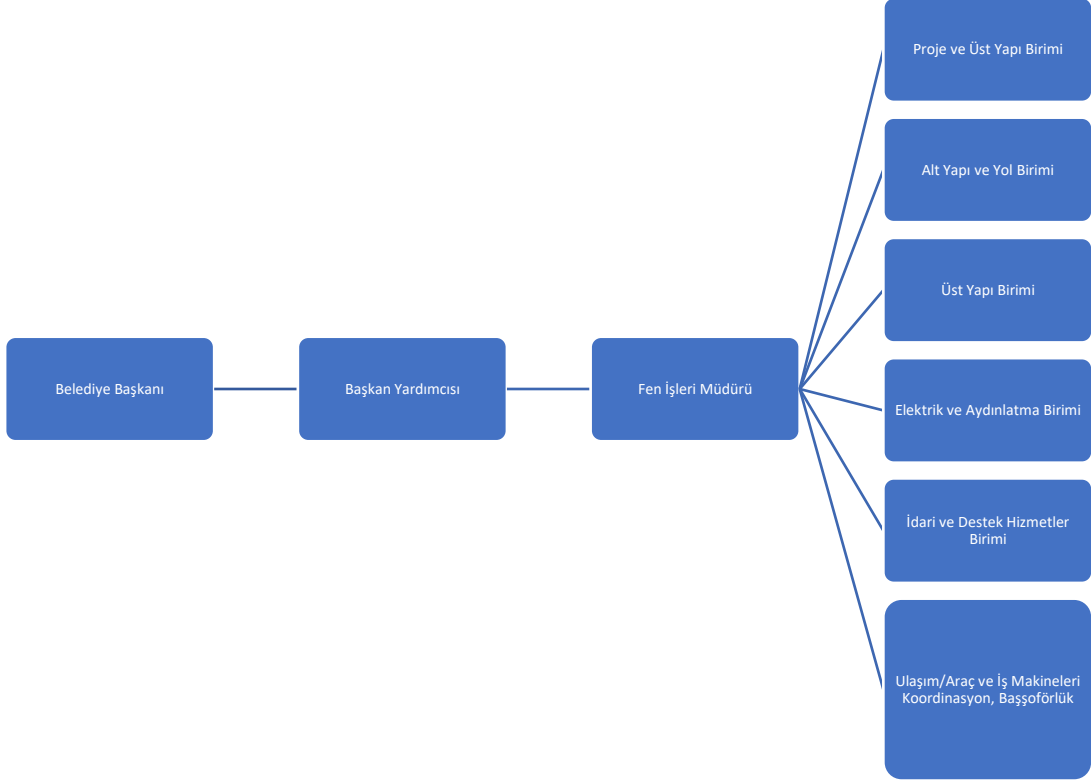 Belediye Başkanı
Başkan Yardımcısı
Fen İşleri Müdürü
Proje ve Üst Yapı Birimi
Alt Yapı ve Yol Birimi
Üst Yapı Birimi
Elektrik ve Aydınlatma Birimi
İdari ve Destek Hizmetler
Birimi
Ulaşım/Araç ve İş Makineleri
Koordinasyon, Başşoförlük